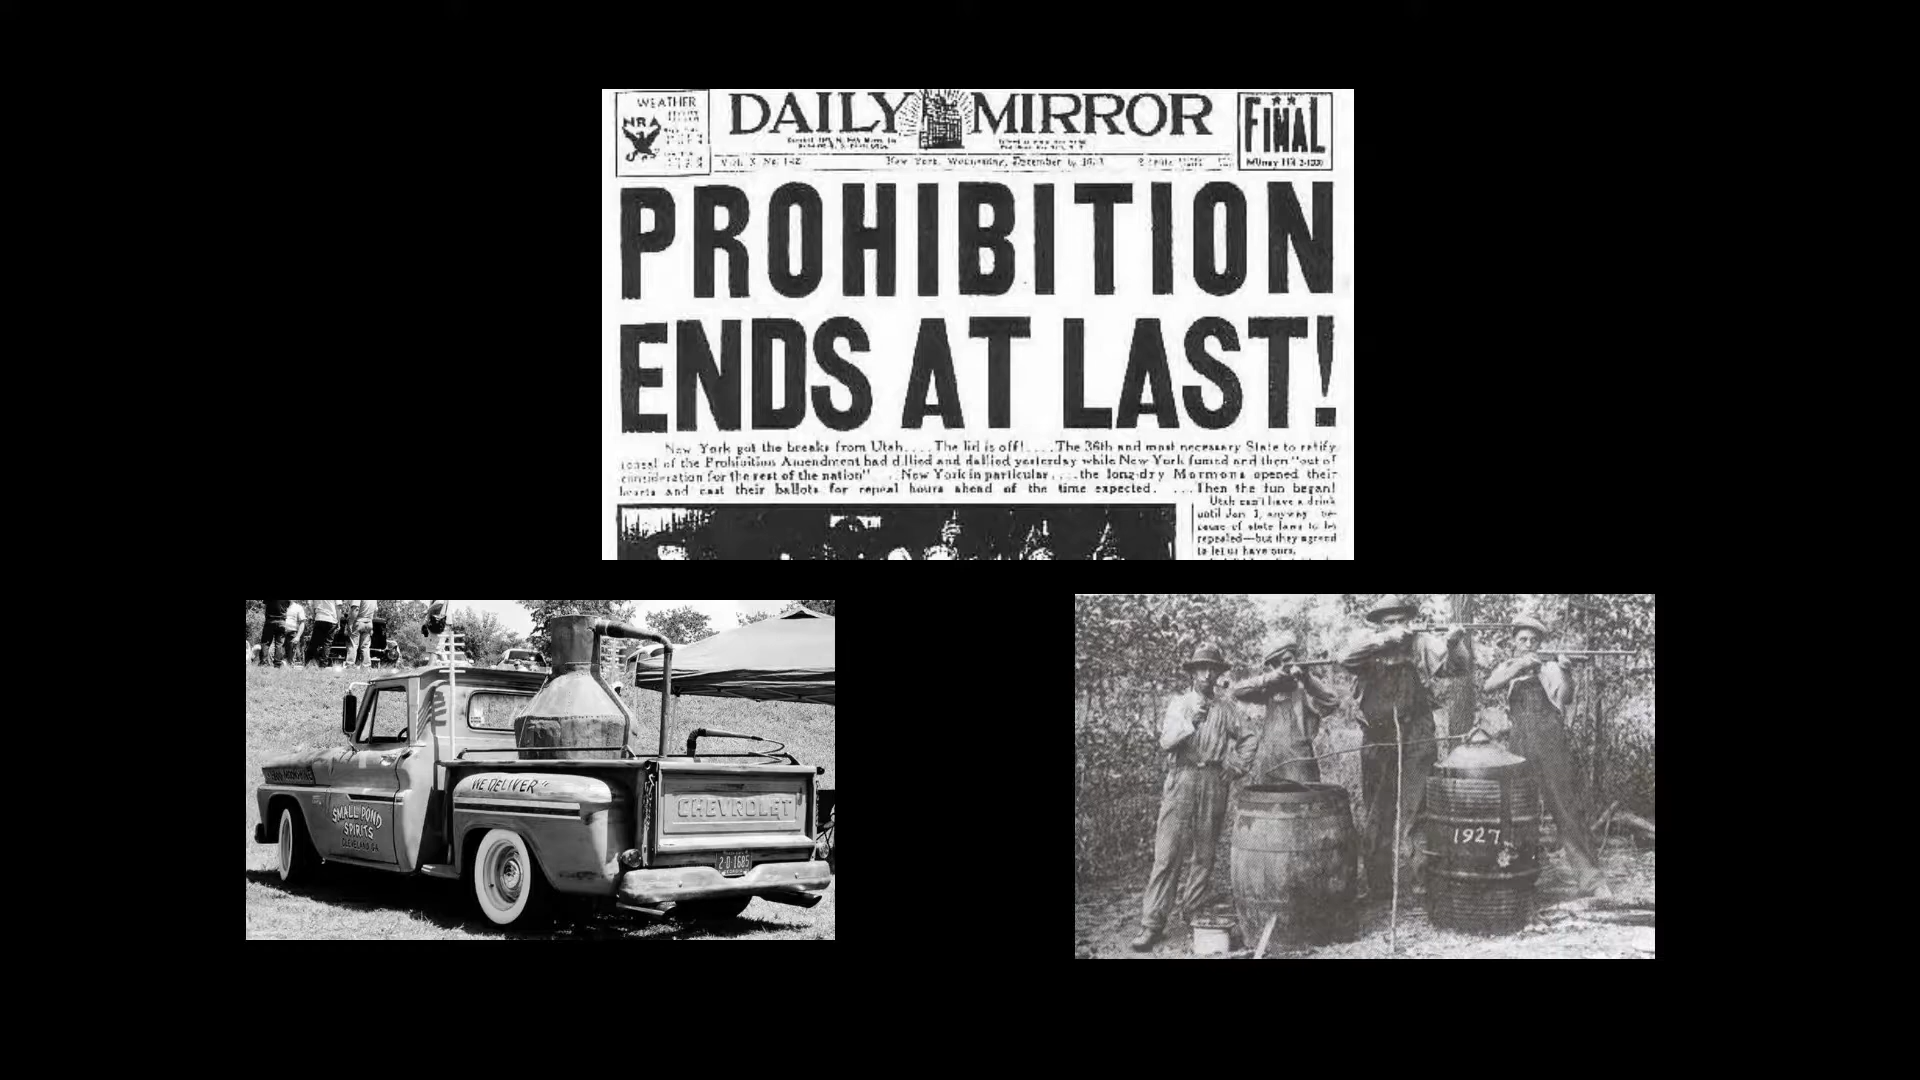 WEATHER
NRA
DAILY MIRROR
FINAL
New York, Wednesday, December 6, 1933
PROHIBITION
ENDS AT LAST!
New York got the breaks from Utah.... The lid is off!.... The 36th and most necessary State to ratify
repeal of the Prohibition Amendment had dillied and dallied yesterday while New York fumed and then "out of
consideration for the rest of the nation" ... New York in particular.... the long-dry Mormons opened their
hearts and cast their ballots for repeal hours ahead of the time expected. ...Then the fun began!
Utah can't have a drink
until Jan 1, anyway be-
cause of state laws to be
repealed—but they agreed
to let us have ours.
WE DELIVER
SMALL POND
SPIRITS
CLEVELAND, GA
CHEVROLET
2-D-1685
1927